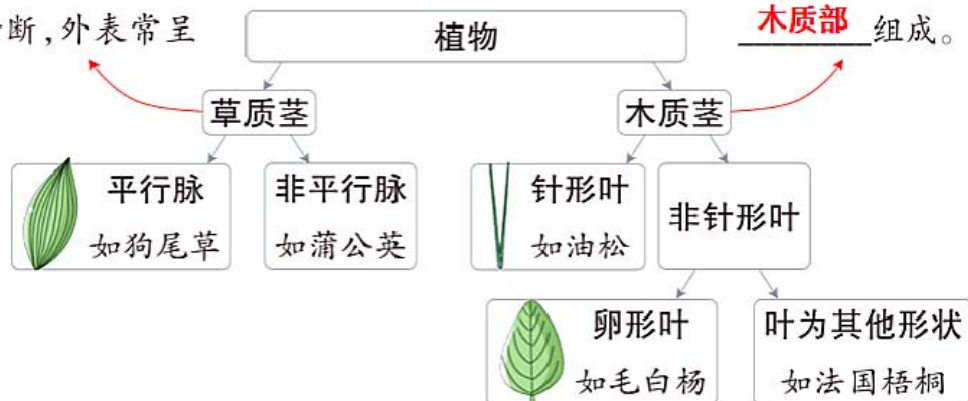 断,外表常呈
植物
木质部组成。
草质茎
木质茎
平行脉
如狗尾草
非平行脉
如蒲公英
针形叶
如油松
非针形叶
卵形叶
如毛白杨
叶为其他形状
如法国梧桐